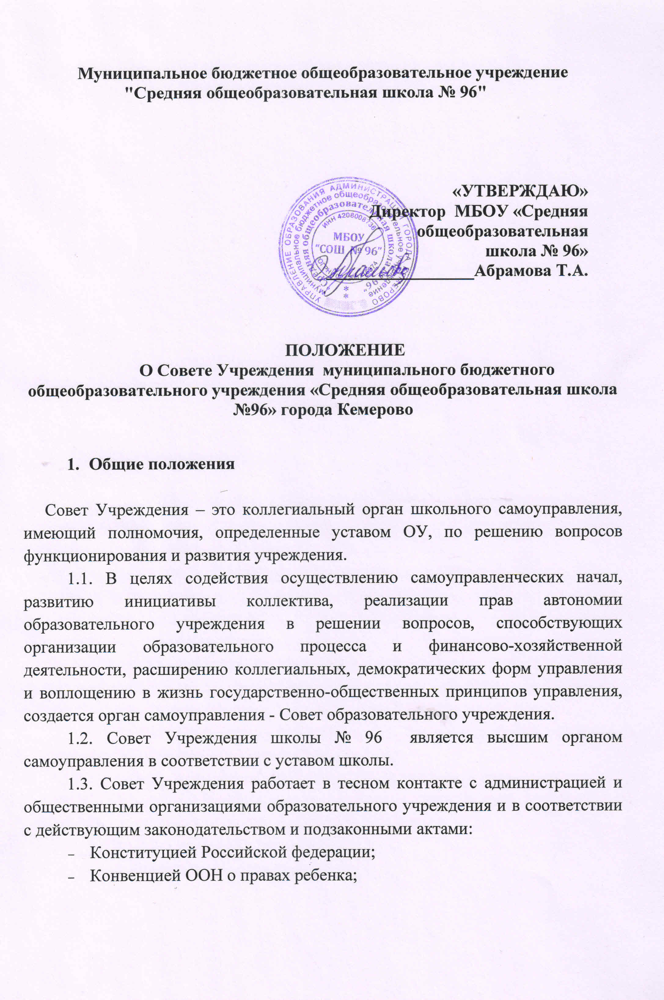 Муниципальное бюджетное общеобразовательное учреждение
"Средняя общеобразовательная школа № 96"
«УТВЕРЖДАЮ»
Директор МБОУ «Средняя
общеобразовательная
школа № 96»
Абрамова Т.А.
УПРАВЛЕНИЕ ОБРАЗОВАНИЯ АДМИНИСТРАЦИИ ГОРОДА КЕМЕРОВО
муниципальное бюджетное общеобразовательное учреждение
"Средняя общеобразовательная школа № 96"
ИНН 4208008736
МБОУ
"СОШ № 96"
ПОЛОЖЕНИЕ
О Совете Учреждения муниципального бюджетного
общеобразовательного учреждения «Средняя общеобразовательная школа
№96» города Кемерово
1. Общие положения
Совет Учреждения – это коллегиальный орган школьного самоуправления,
имеющий полномочия, определенные уставом ОУ, по решению вопросов
функционирования и развития учреждения.
1.1. В целях содействия осуществлению самоуправленческих начал,
развитию инициативы коллектива, реализации прав автономии
образовательного учреждения в решении вопросов, способствующих
организации образовательного процесса и финансово-хозяйственной
деятельности, расширению коллегиальных, демократических форм управления
и воплощению в жизнь государственно-общественных принципов управления,
создается орган самоуправления - Совет образовательного учреждения.
1.2. Совет Учреждения школы № 96 является высшим органом
самоуправления в соответствии с уставом школы.
1.3. Совет Учреждения работает в тесном контакте с администрацией и
общественными организациями образовательного учреждения и в соответствии
с действующим законодательством и подзаконными актами:
– Конституцией Российской федерации;
– Конвенцией ООН о правах ребенка;